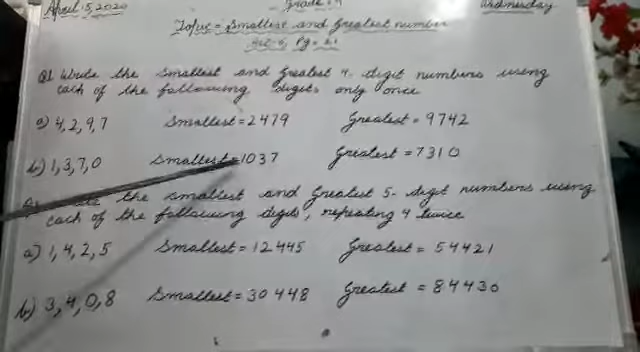 April 5, 2020 Grade Wednesday
Topic = Smallest and Greatest number
Pg =
Q1 Write the smallest and greatest 4-digit numbers using
each of the following digits only once
a) 4,2,9,7 Smallest = 2479 Greatest = 9742
b) 1,3,7,0 Smallest = 1037 Greatest = 7310
the smallest and greatest 5-digit numbers using
each of the following digits, repeating 4 twice
a) 1,4,2,5 Smallest = 12445 Greatest = 54421
b) 3,4,0,8 Smallest = 30448 Greatest = 84430